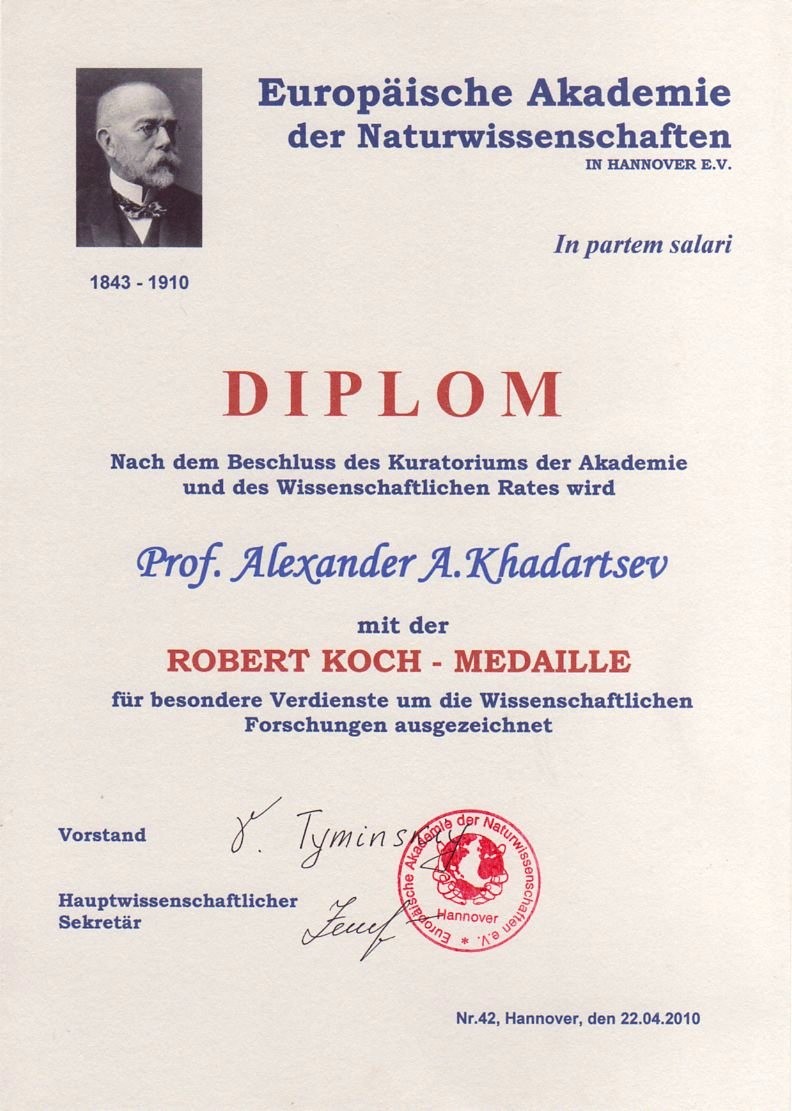 Europäische Akademie
der Naturwissenschaften
IN HANNOVER E.V.
In partem salari
1843 - 1910
DIPLOM
Nach dem Beschluss des Kuratoriums der Akademie
und des Wissenschaftlichen Rates wird
Prof. Alexander A.Khadartsev
mit der
ROBERT KOCH - MEDAILLE
für besondere Verdienste um die Wissenschaftlichen
Forschungen ausgezeichnet
Vorstand
Tyminskiy
Hauptwissenschaftlicher
Sekretär
Europäische Akademie der Naturwissenschaften e.V. *
Hannover
Nr.42, Hannover, den 22.04.2010